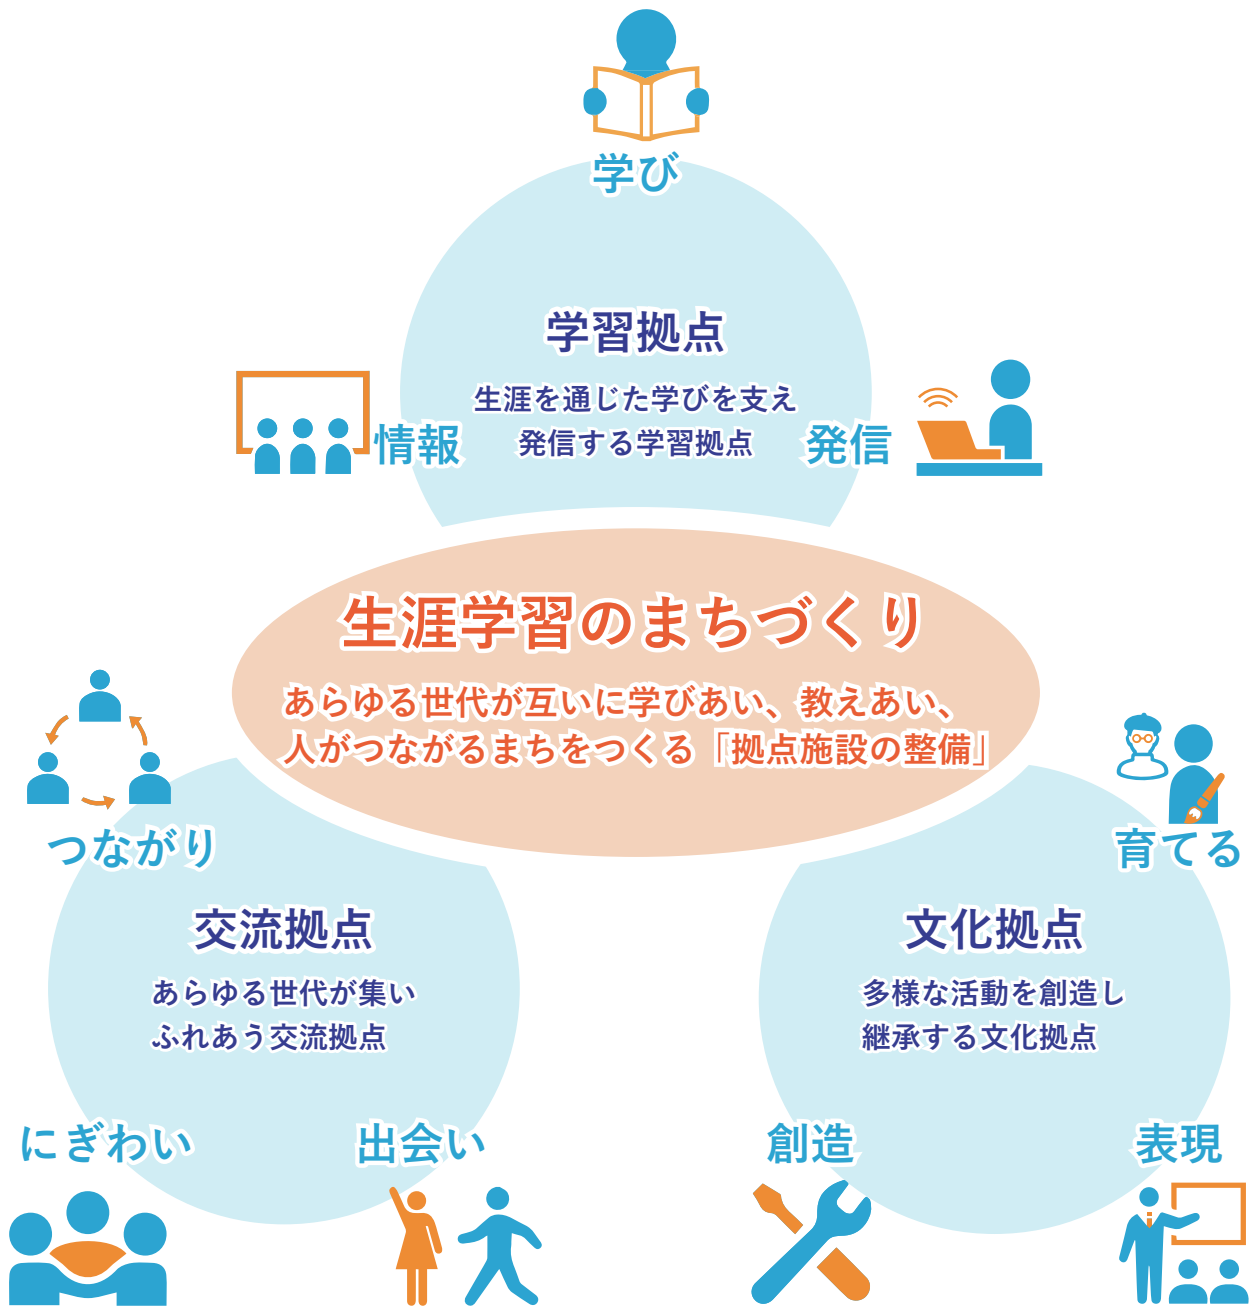 学び
学習拠点
生涯を通じた学びを支え
発信する学習拠点
情報
発信
生涯学習のまちづくり
あらゆる世代が互いに学びあい、教えあい、
人がつながるまちをつくる「拠点施設の整備」
つながり
交流拠点
あらゆる世代が集い
ふれあう交流拠点
にぎわい
出会い
育てる
文化拠点
多様な活動を創造し
継承する文化拠点
創造
表現